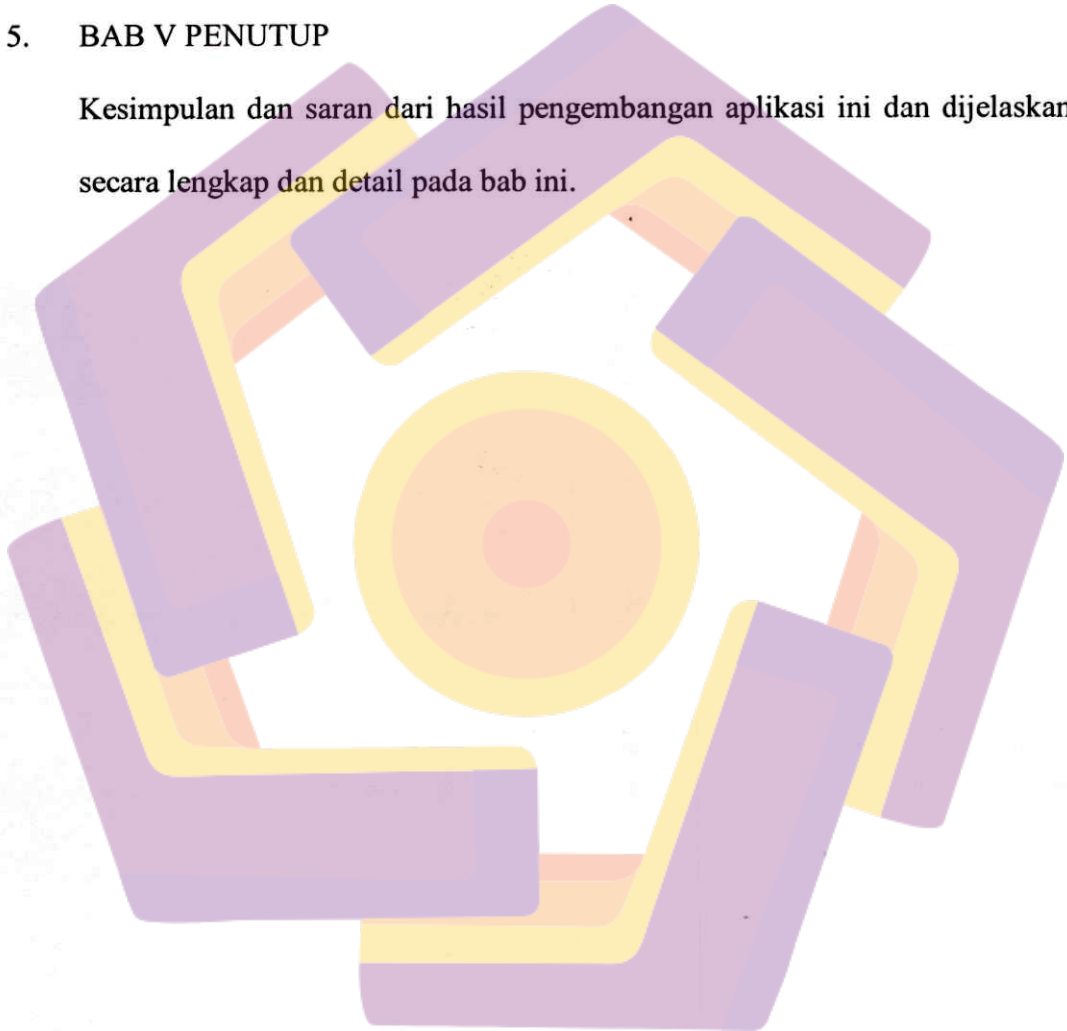 5. BAB V PENUTUP
Kesimpulan dan saran dari hasil pengembangan aplikasi ini dan dijelaskan
secara lengkap dan detail pada bab ini.